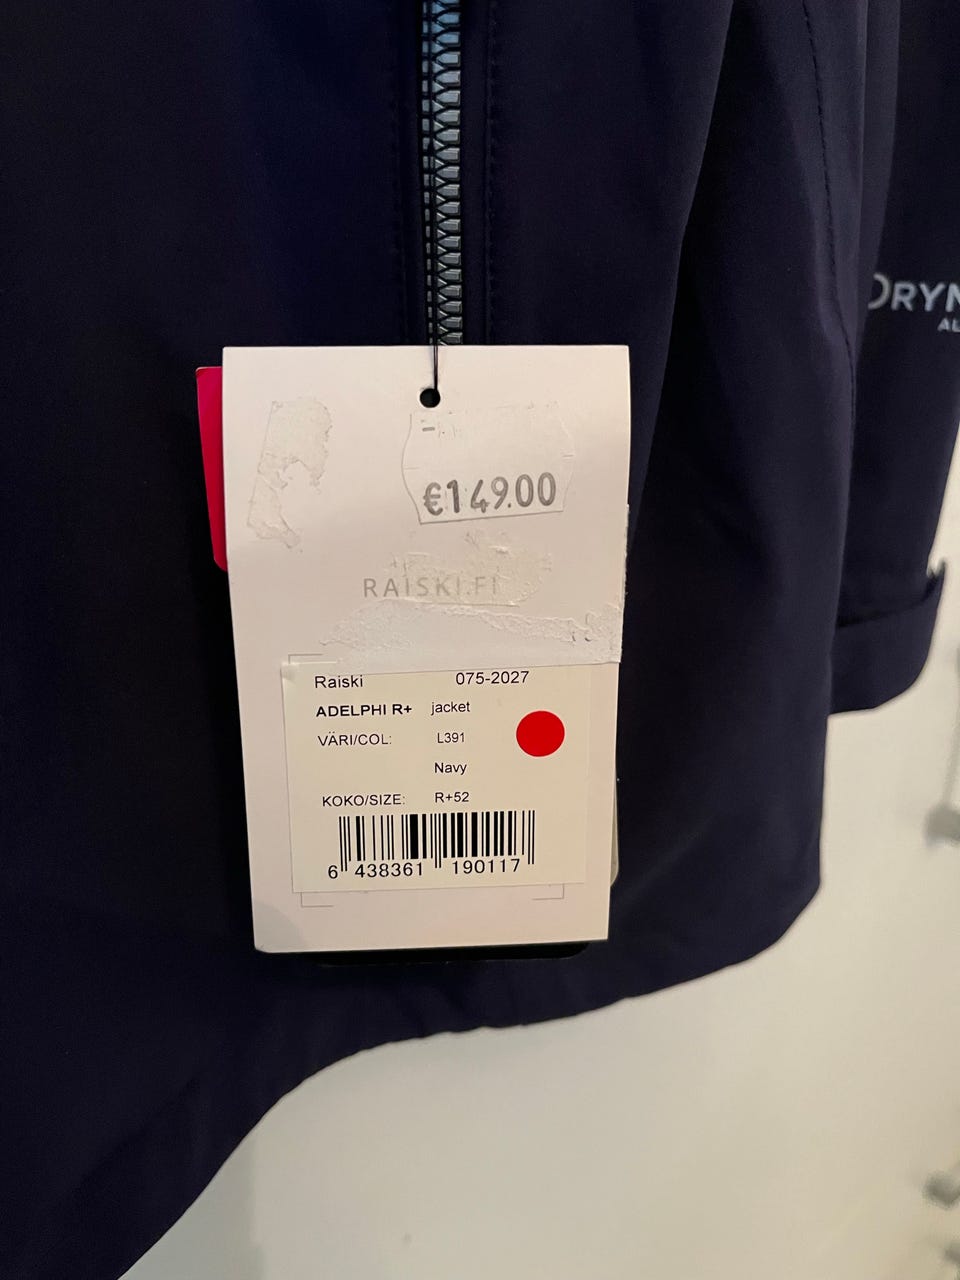 €149.00
RAISKI.FI
Raiski 075-2027
ADELPHI R+ jacket
VÄRI/COL: L391
Navy
KOKO/SIZE: R+52
6 438361 190117